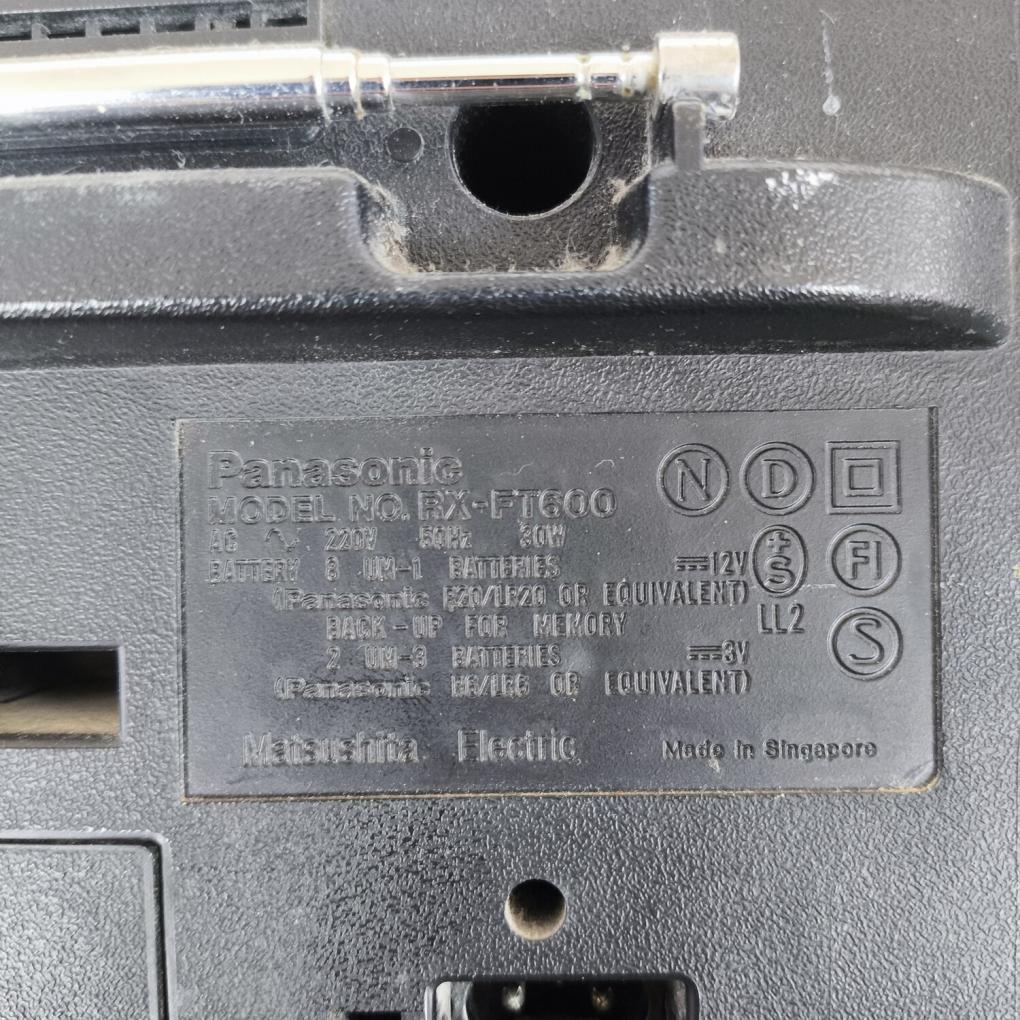 Panasonic
MODEL NO. RX-FT600
AC 220V 50Hz 30W
BATTERY 8 UM-1 BATTERIES 12V
(Panasonic R20/LR20 OR EQUIVALENT)
BACK-UP FOR MEMORY
2 UM-3 BATTERIES 3V
(Panasonic R6/LR6 OR EQUIVALENT)
Matsushita Electric Made in Singapore
N D
+S FI
LL2 S